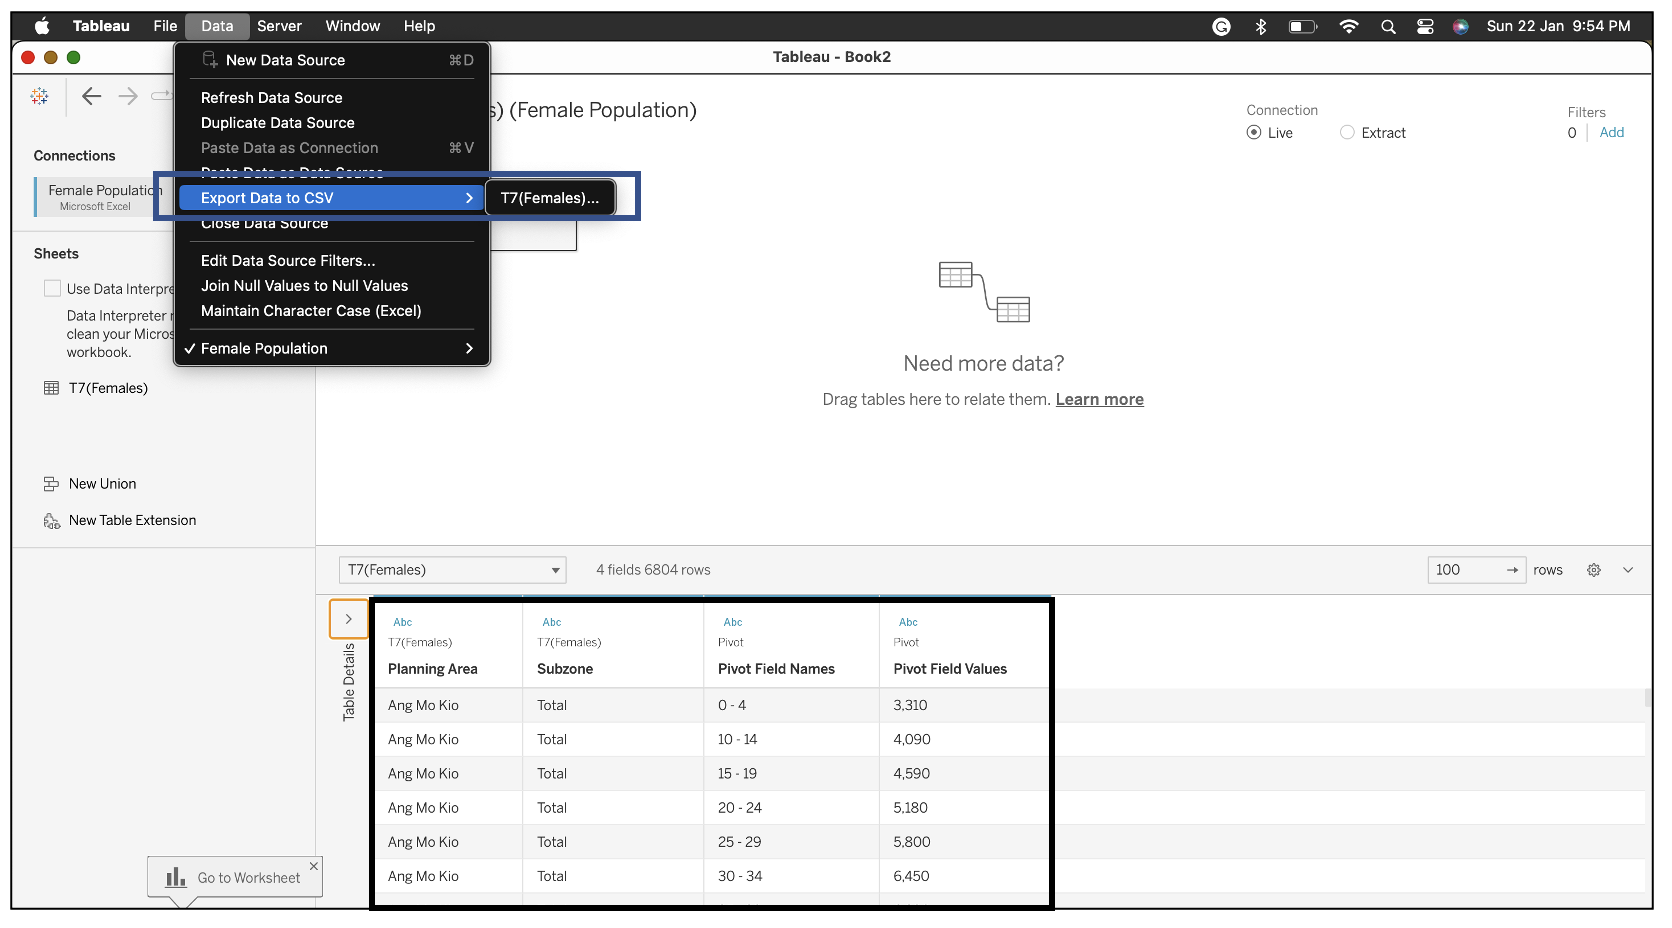 Tableau File Data Server Window Help
Sun 22 Jan 9:54 PM
Tableau - Book2
New Data Source ⌘D
Refresh Data Source
Duplicate Data Source
Paste Data as Connection ⌘V
Paste Data as Data Source
Export Data to CSV
T7(Females)...
Close Data Source
Edit Data Source Filters...
Join Null Values to Null Values
Maintain Character Case (Excel)
✓ Female Population
s) (Female Population)
Connection
Live
Extract
Filters
0 Add
Connections
Female Population
Microsoft Excel
Sheets
Use Data Interpre
Data Interpreter
clean your Micros
workbook.
T7(Females)
New Union
New Table Extension
Need more data?
Drag tables here to relate them. Learn more
T7(Females)
4 fields 6804 rows
100 → rows
Table Details
Abc Abc Abc Abc
T7(Females) T7(Females) Pivot Pivot
Planning Area Subzone Pivot Field Names Pivot Field Values
Ang Mo Kio Total 0 - 4 3,310
Ang Mo Kio Total 10 - 14 4,090
Ang Mo Kio Total 15 - 19 4,590
Ang Mo Kio Total 20 - 24 5,180
Ang Mo Kio Total 25 - 29 5,800
Ang Mo Kio Total 30 - 34 6,450
Go to Worksheet